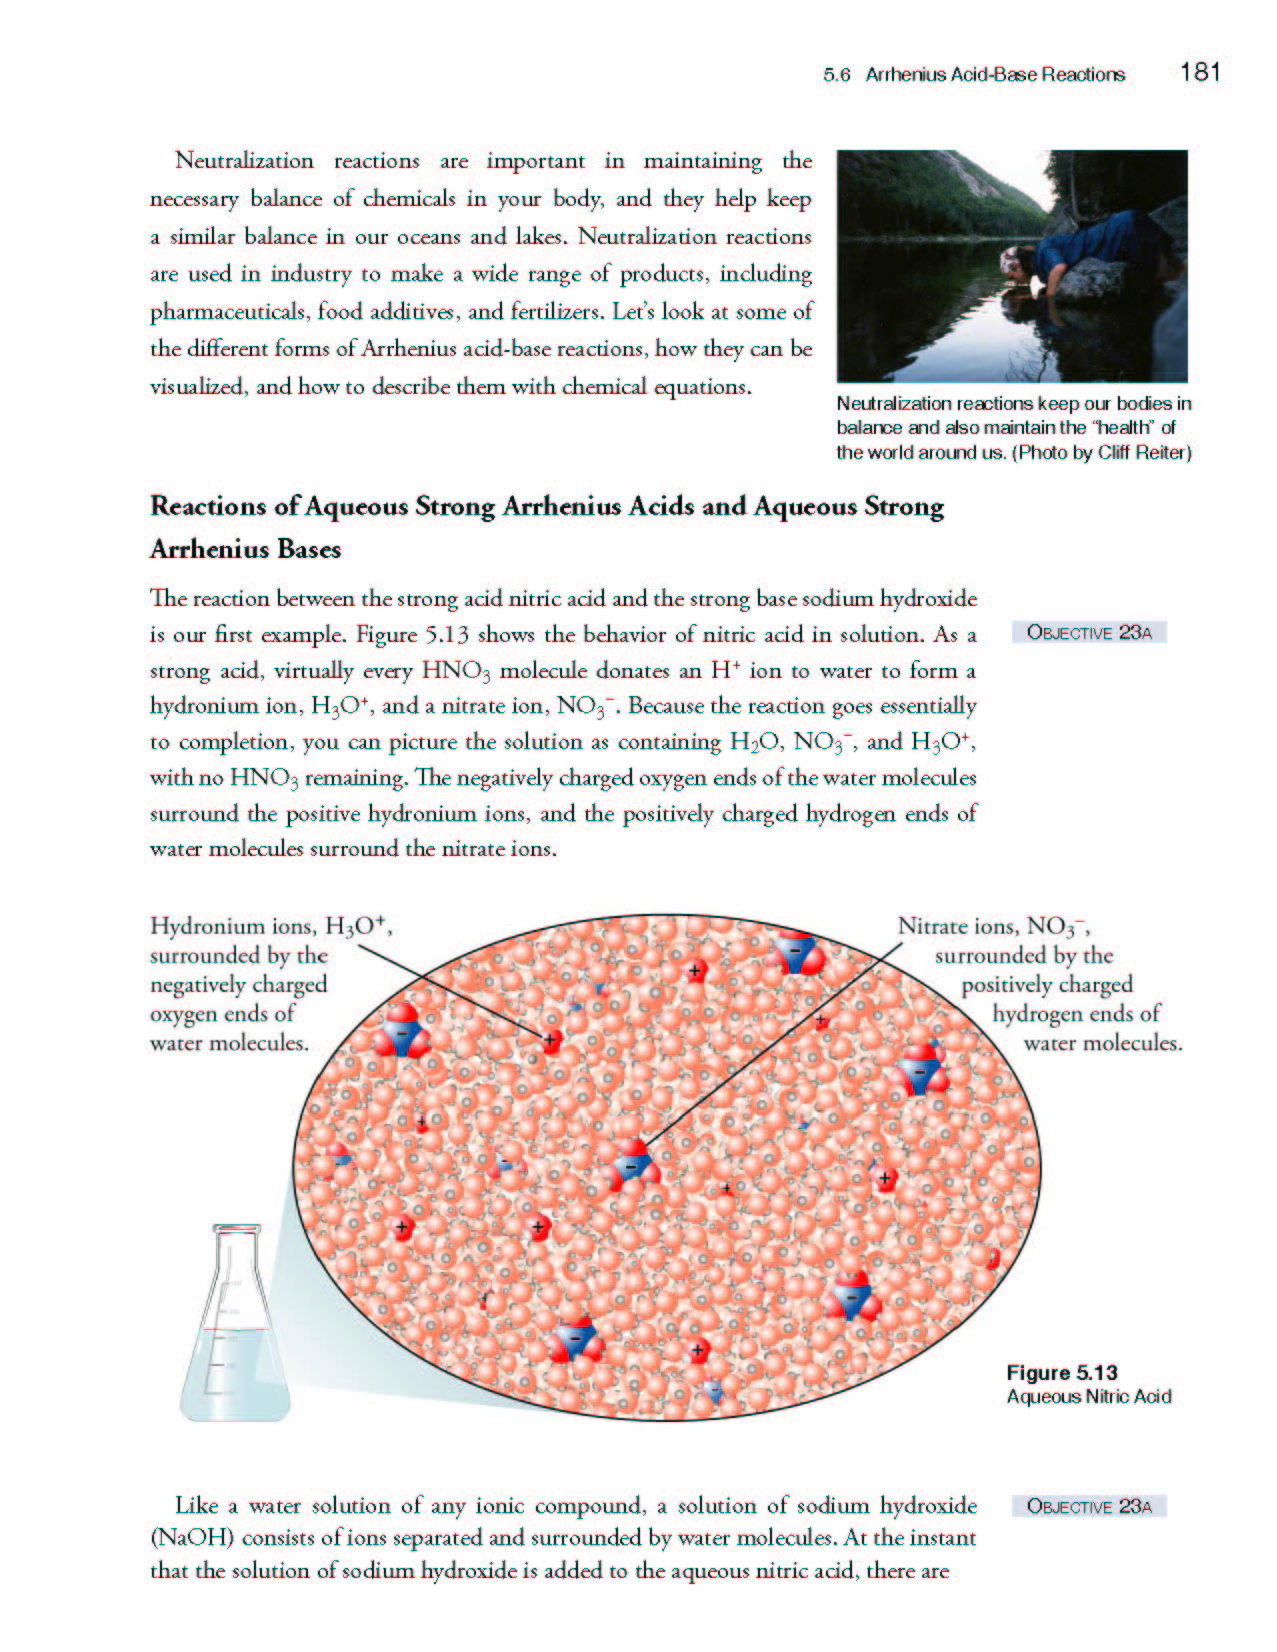 5.6 Arrhenius Acid-Base Reactions 181
Neutralization reactions are important in maintaining the
necessary balance of chemicals in your body, and they help keep
a similar balance in our oceans and lakes. Neutralization reactions
are used in industry to make a wide range of products, including
pharmaceuticals, food additives, and fertilizers. Let's look at some of
the different forms of Arrhenius acid-base reactions, how they can be
visualized, and how to describe them with chemical equations.
Neutralization reactions keep our bodies in
balance and also maintain the "health" of
the world around us. (Photo by Cliff Reiter)
Reactions of Aqueous Strong Arrhenius Acids and Aqueous Strong
Arrhenius Bases
The reaction between the strong acid nitric acid and the strong base sodium hydroxide
is our first example. Figure 5.13 shows the behavior of nitric acid in solution. As a
strong acid, virtually every HNO₃ molecule donates an H⁺ ion to water to form a
hydronium ion, H₃O⁺, and a nitrate ion, NO₃⁻. Because the reaction goes essentially
to completion, you can picture the solution as containing H₂O, NO₃⁻, and H₃O⁺,
with no HNO₃ remaining. The negatively charged oxygen ends of the water molecules
surround the positive hydronium ions, and the positively charged hydrogen ends of
water molecules surround the nitrate ions.
OBJECTIVE 23A
Hydronium ions, H₃O⁺,
surrounded by the
negatively charged
oxygen ends of
water molecules.
Nitrate ions, NO₃⁻,
surrounded by the
positively charged
hydrogen ends of
water molecules.
Figure 5.13
Aqueous Nitric Acid
Like a water solution of any ionic compound, a solution of sodium hydroxide
(NaOH) consists of ions separated and surrounded by water molecules. At the instant
that the solution of sodium hydroxide is added to the aqueous nitric acid, there are
OBJECTIVE 23A